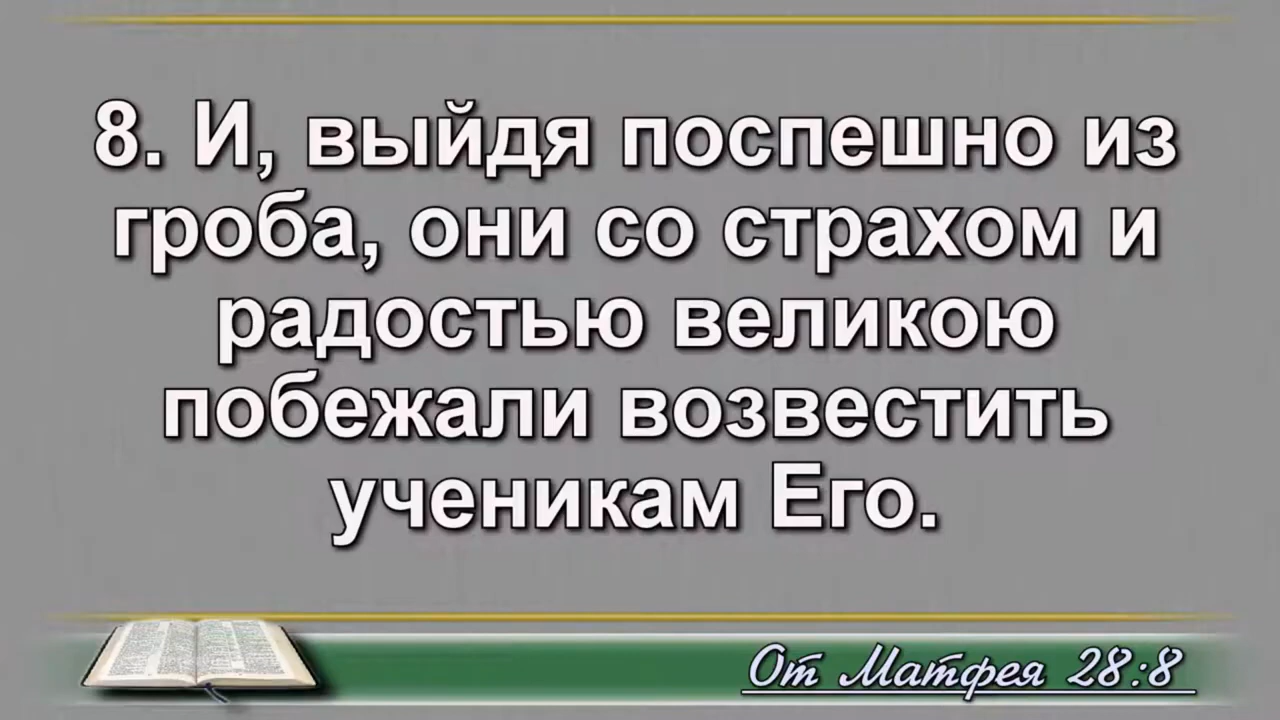 8. И, выйдя поспешно из
гроба, они со страхом и
радостью великою
побежали возвестить
ученикам Его.
От Матфея 28:8